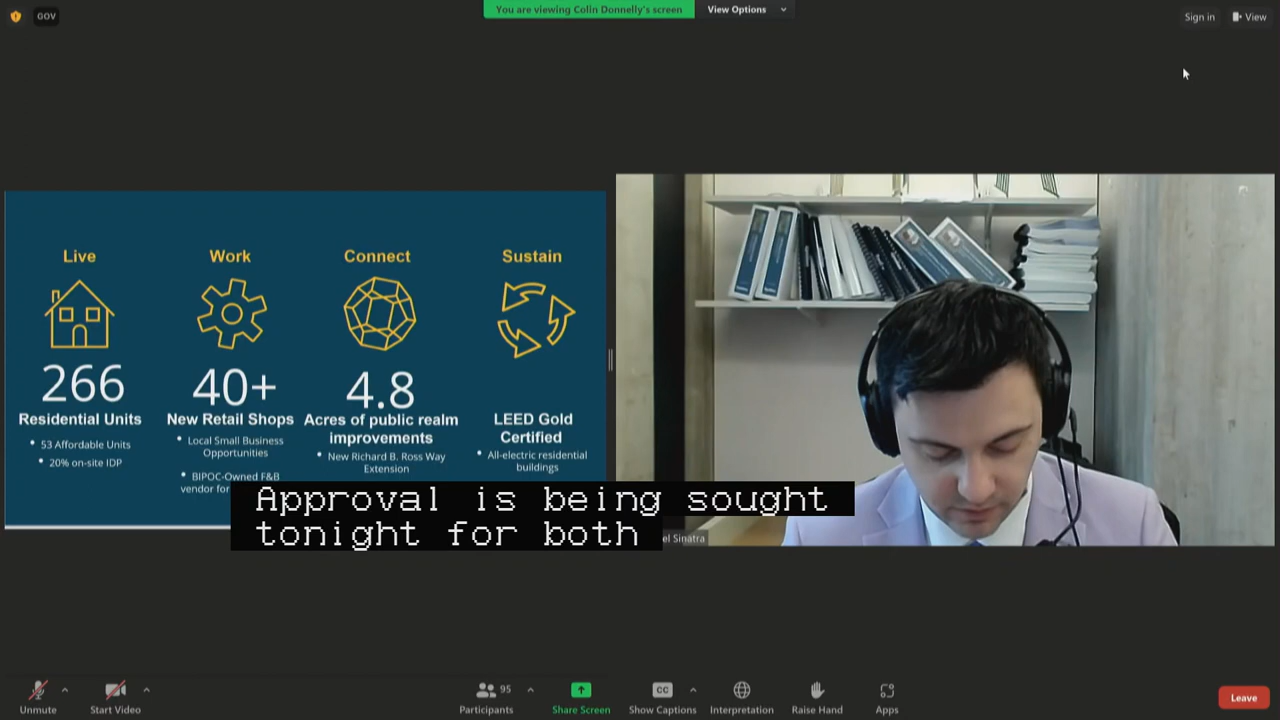 GOV
You are viewing Colin Donnelly's screen
View Options
Sign in
View
Live
Work
Connect
Sustain
266
40+
4.8
Residential Units
New Retail Shops
Acres of public realm
improvements
LEED Gold
Certified
53 Affordable Units
20% on-site IDP
Local Small Business
Opportunities
BIPOC-Owned F&B
vendor for
New Richard B. Ross Way
Extension
All-electric residential
buildings
Approval is being sought
tonight for both
el Sinatra
Unmute
Start Video
95
Participants
Share Screen
CC
Show Captions
Interpretation
Raise Hand
Apps
Leave